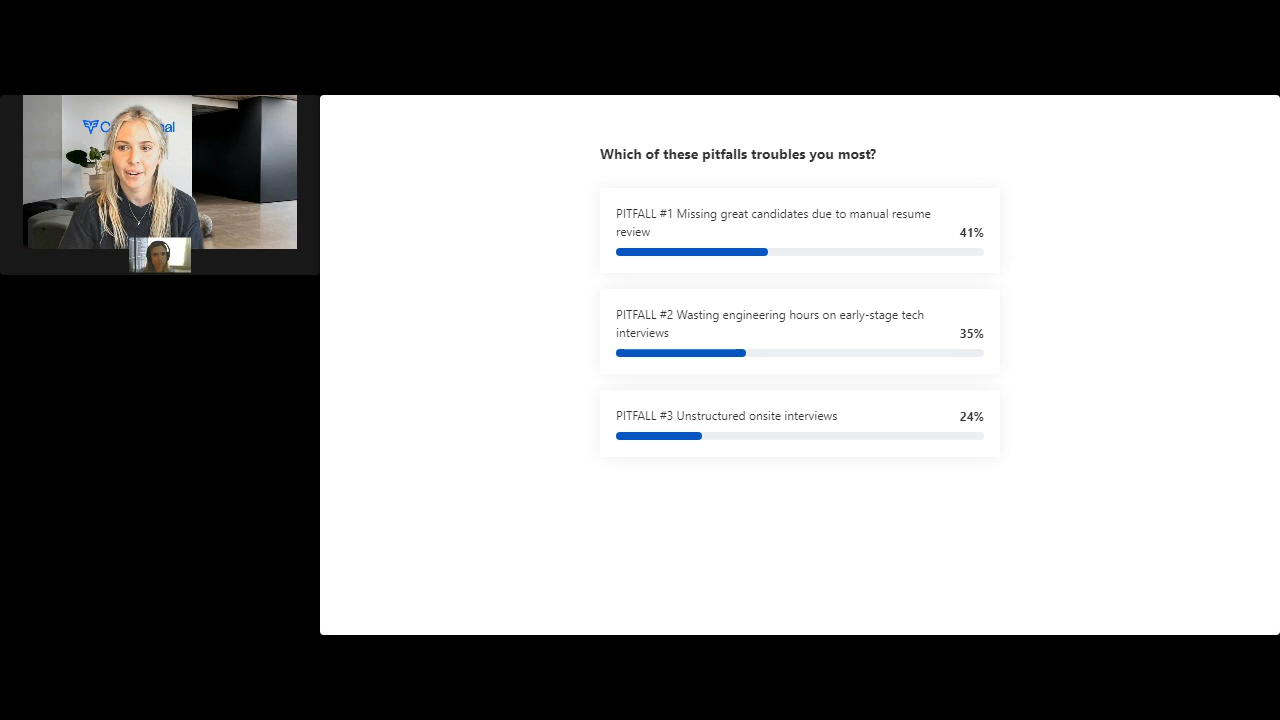 Which of these pitfalls troubles you most?
PITFALL #1 Missing great candidates due to manual resume
review
41%
PITFALL #2 Wasting engineering hours on early-stage tech
interviews
35%
PITFALL #3 Unstructured onsite interviews
24%